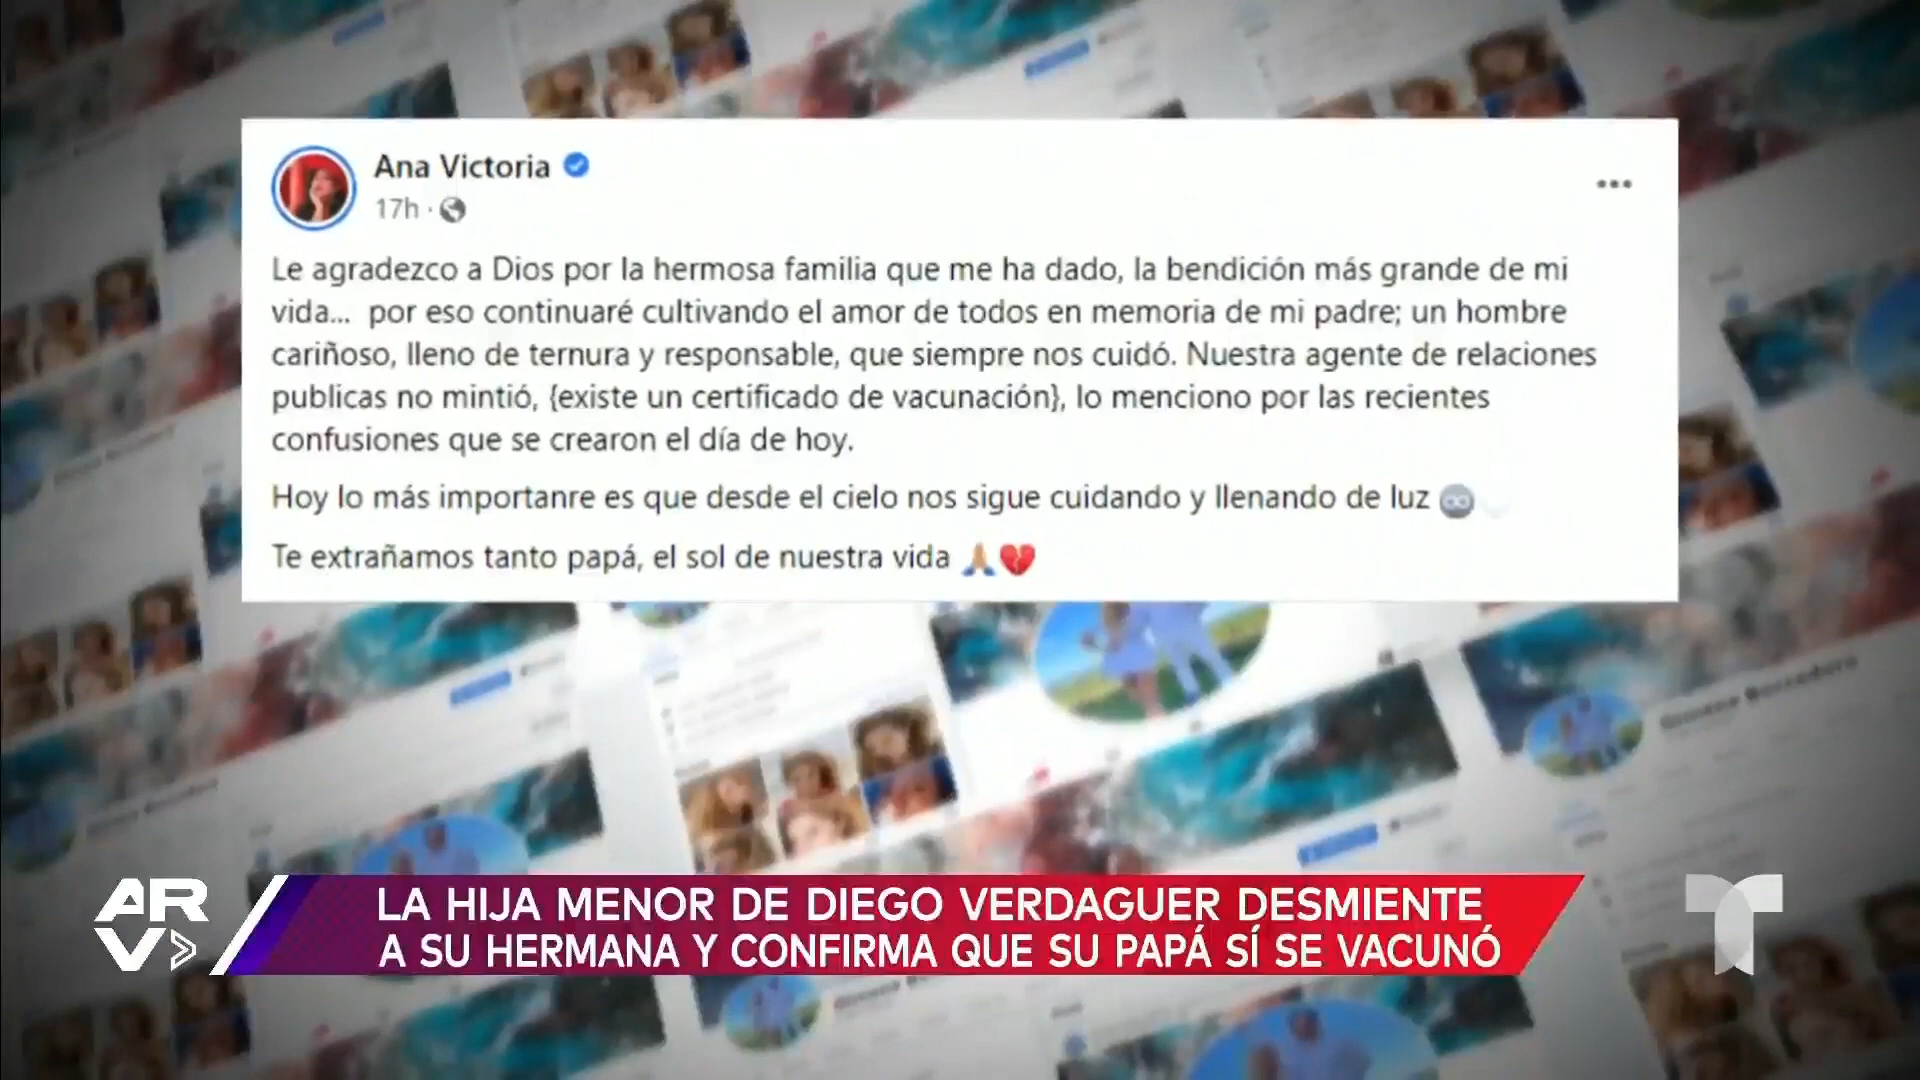 Ana Victoria
17h ·
Le agradezco a Dios por la hermosa familia que me ha dado, la bendición más grande de mi
vida... por eso continuaré cultivando el amor de todos en memoria de mi padre; un hombre
cariñoso, lleno de ternura y responsable, que siempre nos cuidó. Nuestra agente de relaciones
publicas no mintió, {existe un certificado de vacunación}, lo menciono por las recientes
confusiones que se crearon el día de hoy.
Hoy lo más importanre es que desde el cielo nos sigue cuidando y llenando de luz ♾️🤍
Te extrañamos tanto papá, el sol de nuestra vida 🙏🏽💔
ARV
LA HIJA MENOR DE DIEGO VERDAGUER DESMIENTE
A SU HERMANA Y CONFIRMA QUE SU PAPÁ SÍ SE VACUNÓ
T